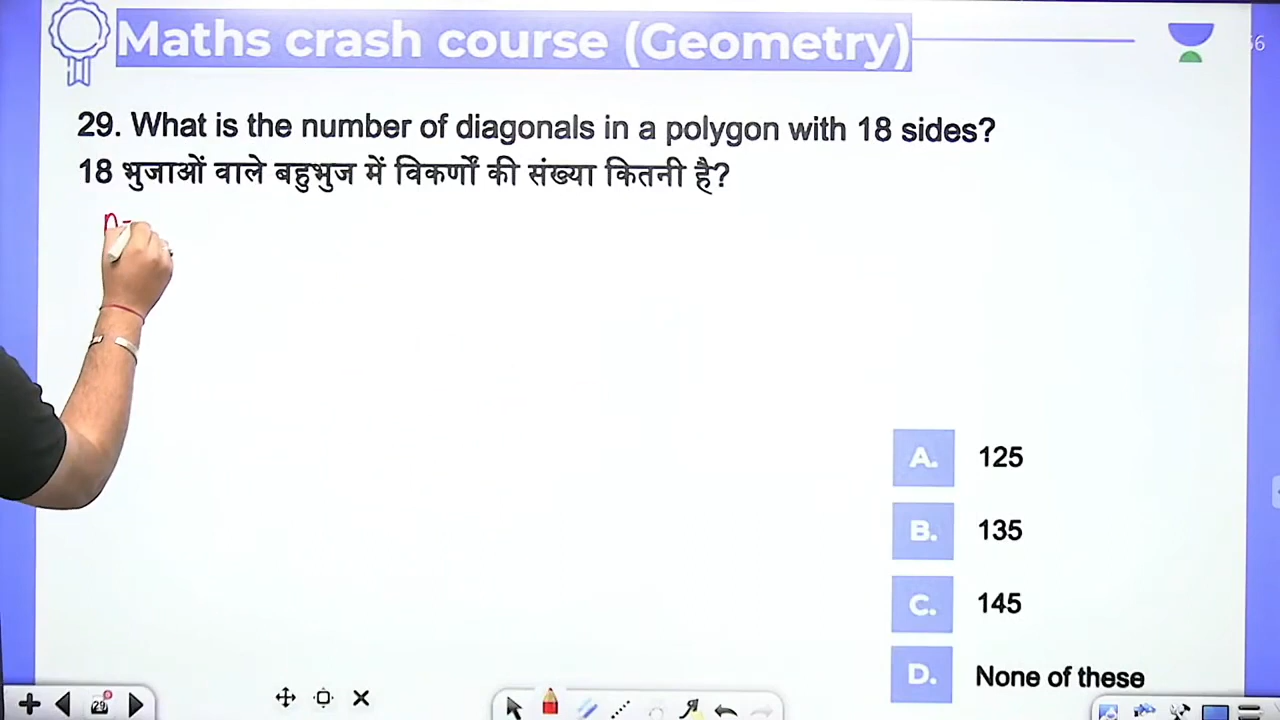 Maths crash course (Geometry)
29. What is the number of diagonals in a polygon with 18 sides?
18 भुजाओं वाले बहुभुज में विकर्णों की संख्या कितनी है?
n=
A. 125
B. 135
C. 145
D. None of these
29